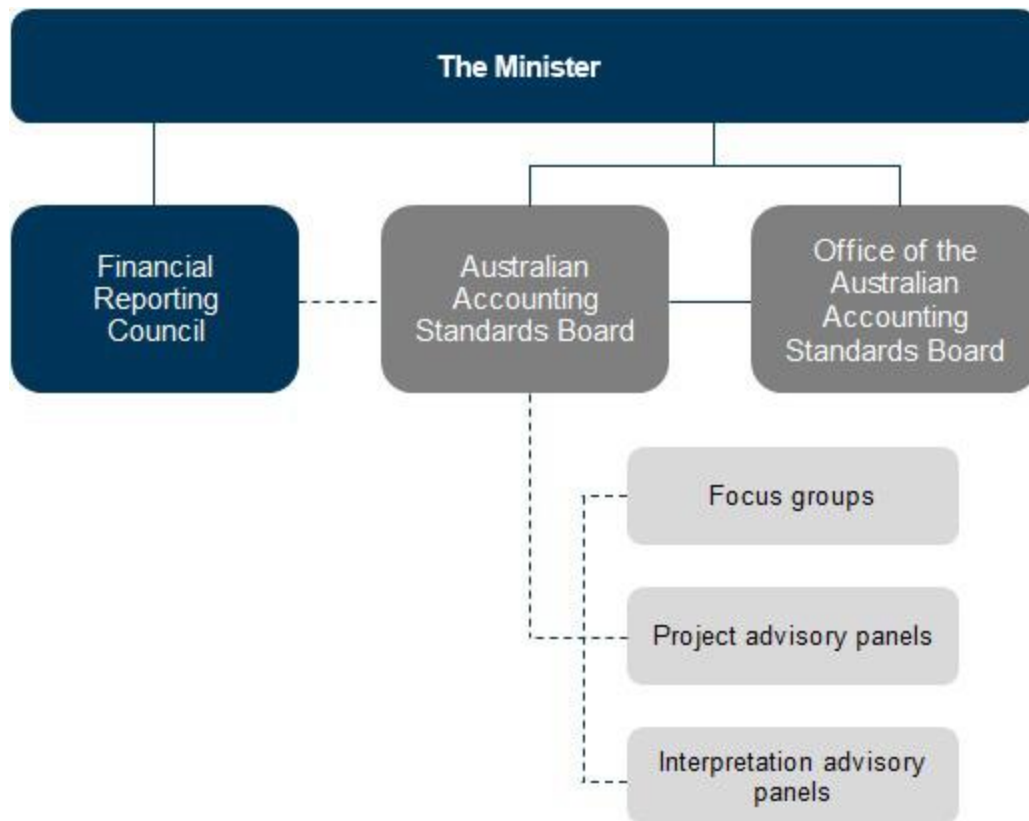 The Minister
Financial
Reporting
Council
Australian
Accounting
Standards Board
Office of the
Australian
Accounting
Standards Board
Focus groups
Project advisory panels
Interpretation advisory
panels